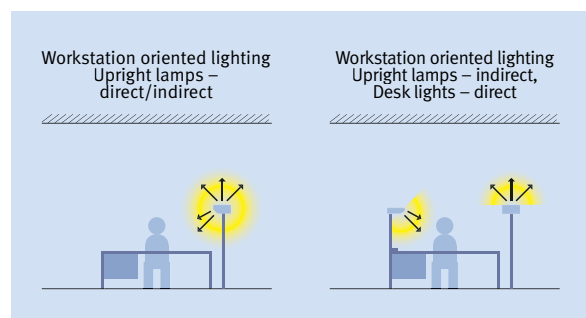 Workstation oriented lighting
Upright lamps –
direct/indirect
Workstation oriented lighting
Upright lamps – indirect,
Desk lights – direct